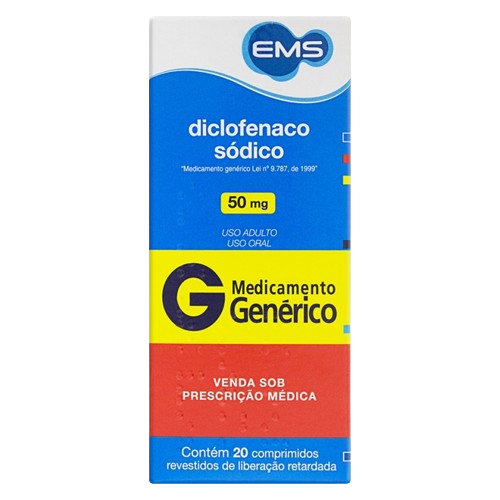 EMS
diclofenaco
sódico
"Medicamento genérico Lei nº 9.787, de 1999"
50 mg
USO ADULTO
USO ORAL
G Medicamento
Genérico
VENDA SOB
PRESCRIÇÃO MÉDICA
Contém 20 comprimidos
revestidos de liberação retardada